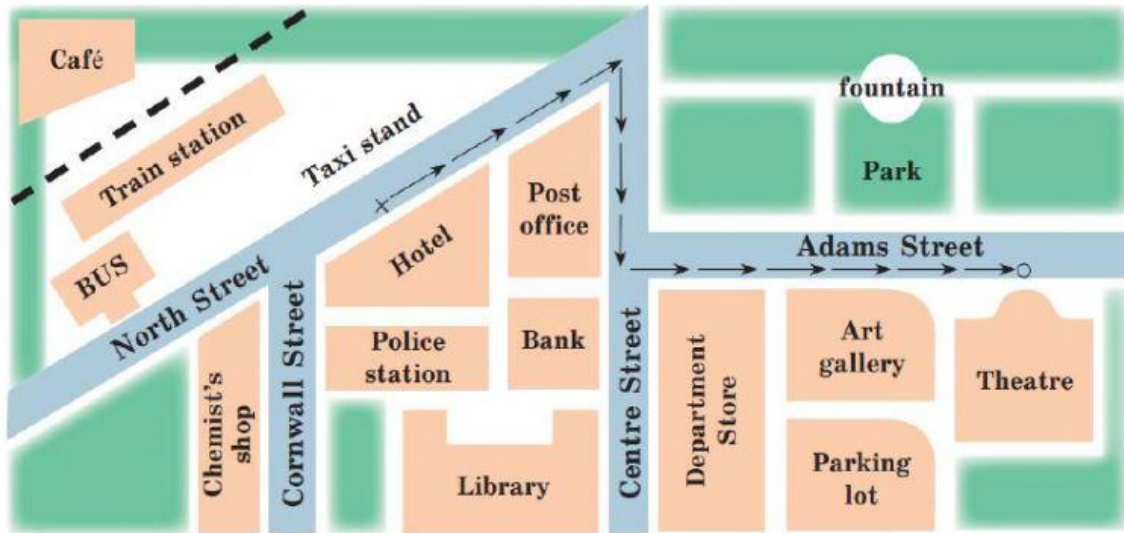 Café
Train station
Taxi stand
BUS
North Street
Chemist's
shop
Cornwall Street
Hotel
Police
station
Post
office
Bank
Library
Centre Street
fountain
Park
Adams Street
Department
Store
Art
gallery
Parking
lot
Theatre